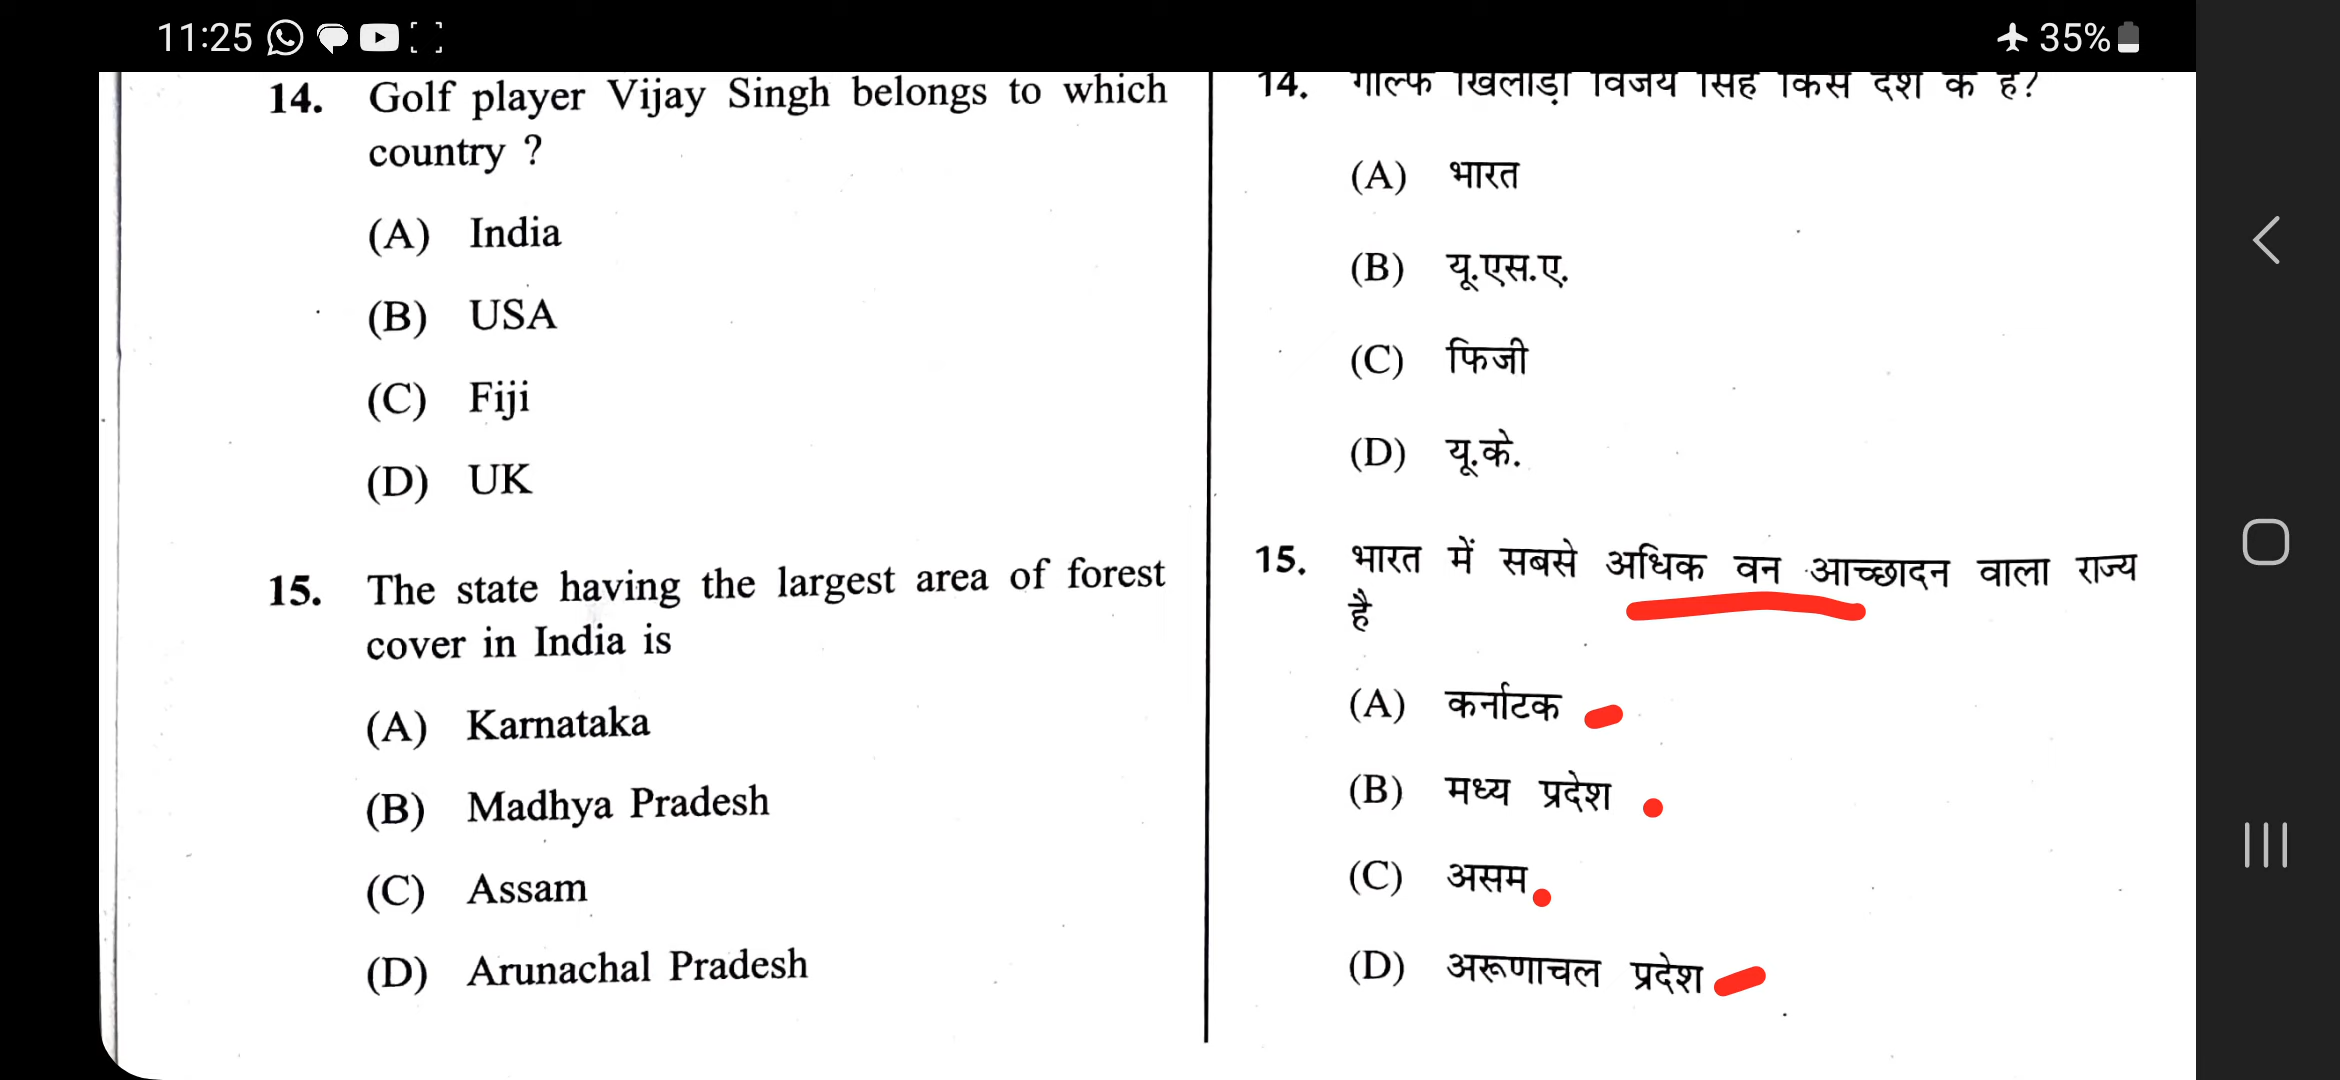 11:25
35%
14. Golf player Vijay Singh belongs to which
country ?
(A) India
(B) USA
(C) Fiji
(D) UK
15. The state having the largest area of forest
cover in India is
(A) Karnataka
(B) Madhya Pradesh
(C) Assam
(D) Arunachal Pradesh
14. गोल्फ खिलाड़ी विजय सिंह किस देश के हैं?
(A) भारत
(B) यू.एस.ए.
(C) फिजी
(D) यू.के.
15. भारत में सबसे अधिक वन आच्छादन वाला राज्य
है
(A) कर्नाटक
(B) मध्य प्रदेश
(C) असम
(D) अरूणाचल प्रदेश